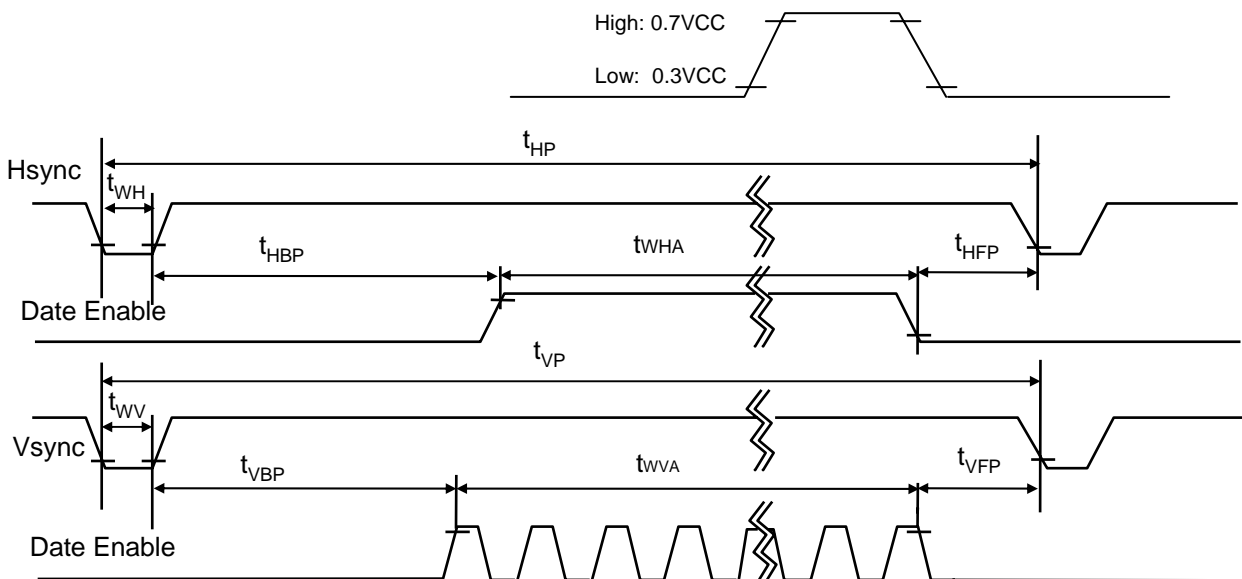 High: 0.7VCC
Low: 0.3VCC
tHP
Hsync
tWH
tHBP
tWHA
tHFP
Date Enable
tVP
tWV
Vsync
tVBP
tWVA
tVFP
Date Enable